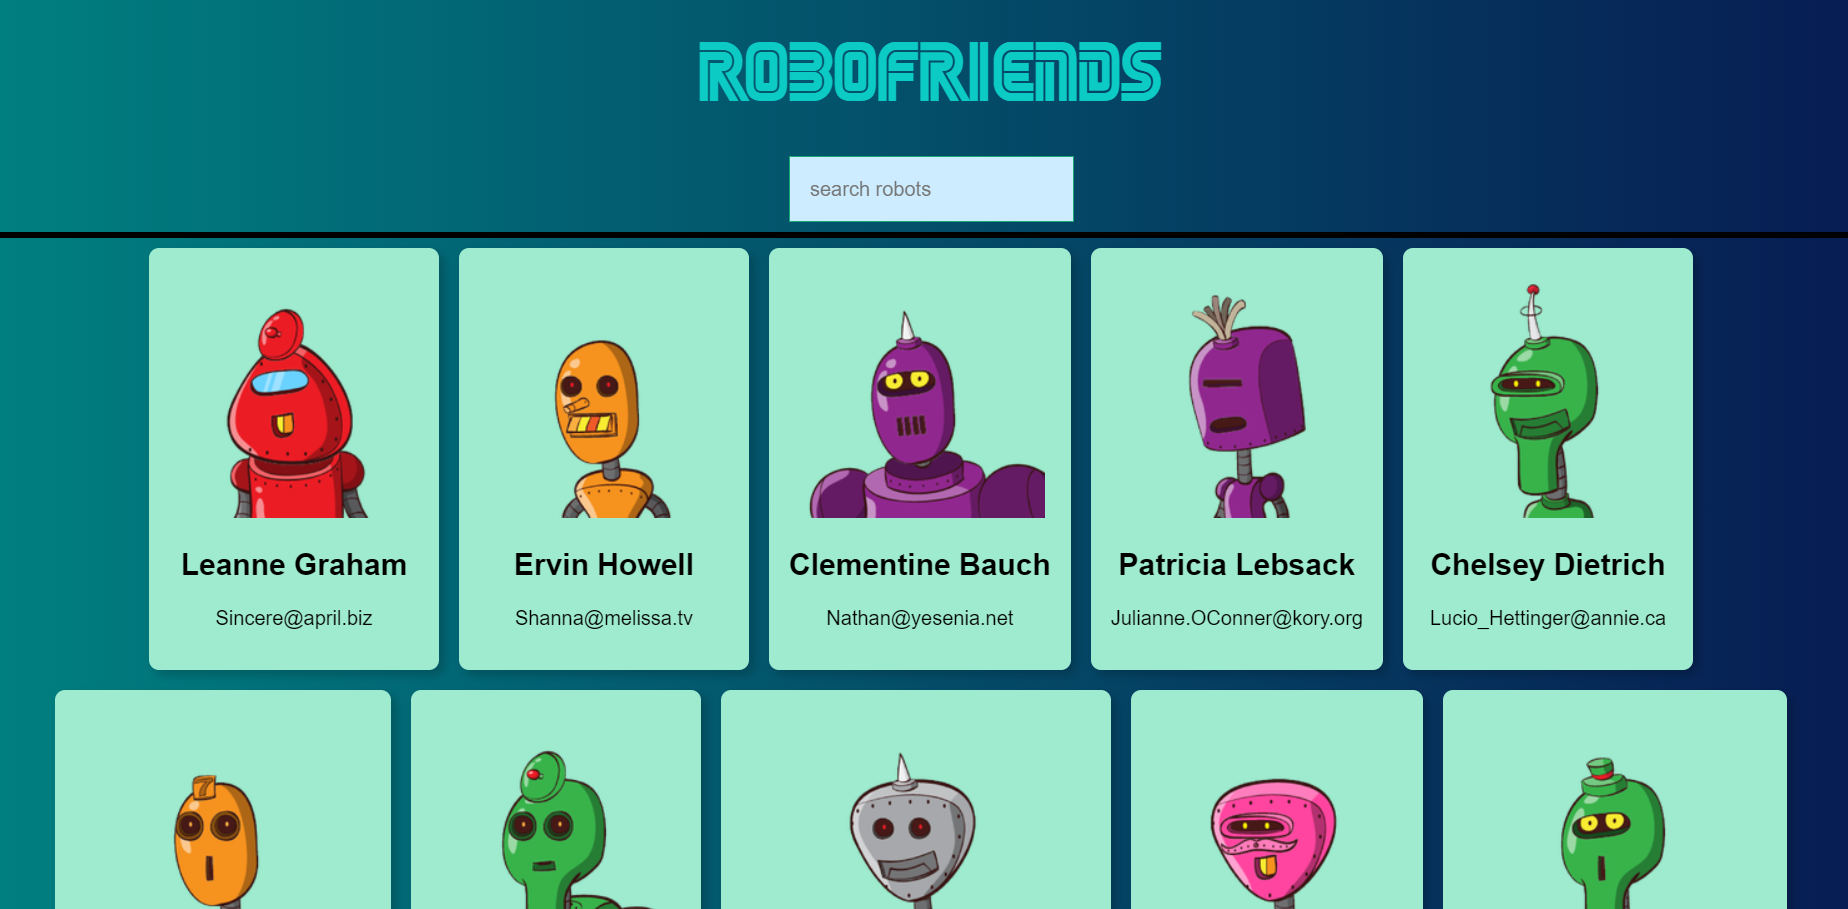 ROBOFRIENDS
search robots
Leanne Graham
Sincere@april.biz
Ervin Howell
Shanna@melissa.tv
Clementine Bauch
Nathan@yesenia.net
Patricia Lebsack
Julianne.OConner@kory.org
Chelsey Dietrich
Lucio_Hettinger@annie.ca
7